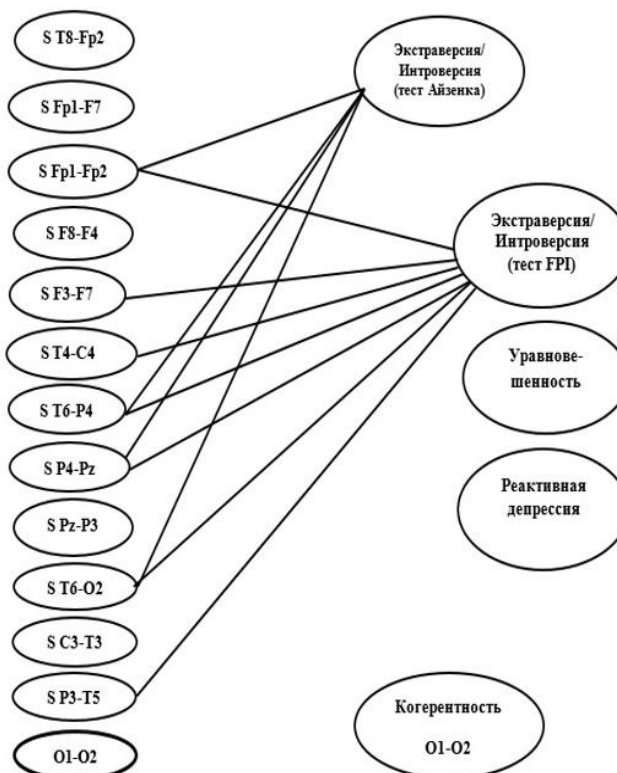 S T8-Fp2
S Fp1-F7
S Fp1-Fp2
S F8-F4
S F3-F7
S T4-C4
S T6-P4
S P4-Pz
S Pz-P3
S T6-O2
S C3-T3
S P3-T5
O1-O2
Экстраверсия/
Интроверсия
(тест Айзенка)
Экстраверсия/
Интроверсия
(тест FPI)
Уравнове-
шенность
Реактивная
депрессия
Когерентность
O1-O2